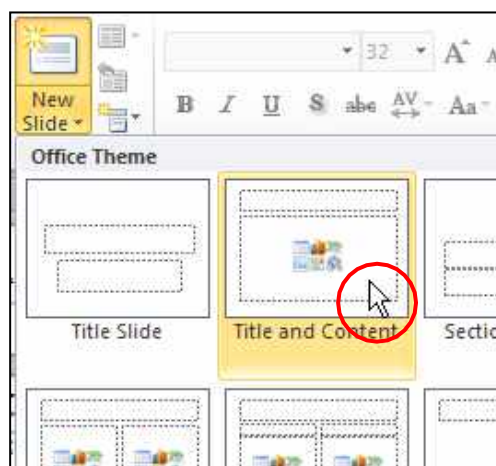 32 A
New
Slide
B I U S abc AV Aa
Office Theme
Title Slide
Title and Content
Sectio